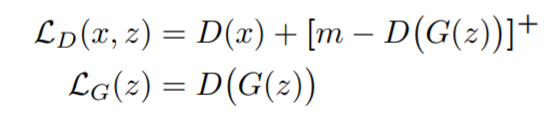 ℒ_D(x, z) = D(x) + [m − D(G(z))]⁺
ℒ_G(z) = D(G(z))